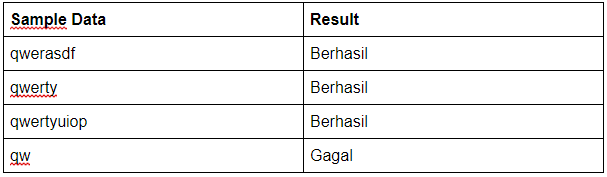 Sample Data Result
qwerasdf Berhasil
qwerty Berhasil
qwertyuiop Berhasil
qw Gagal